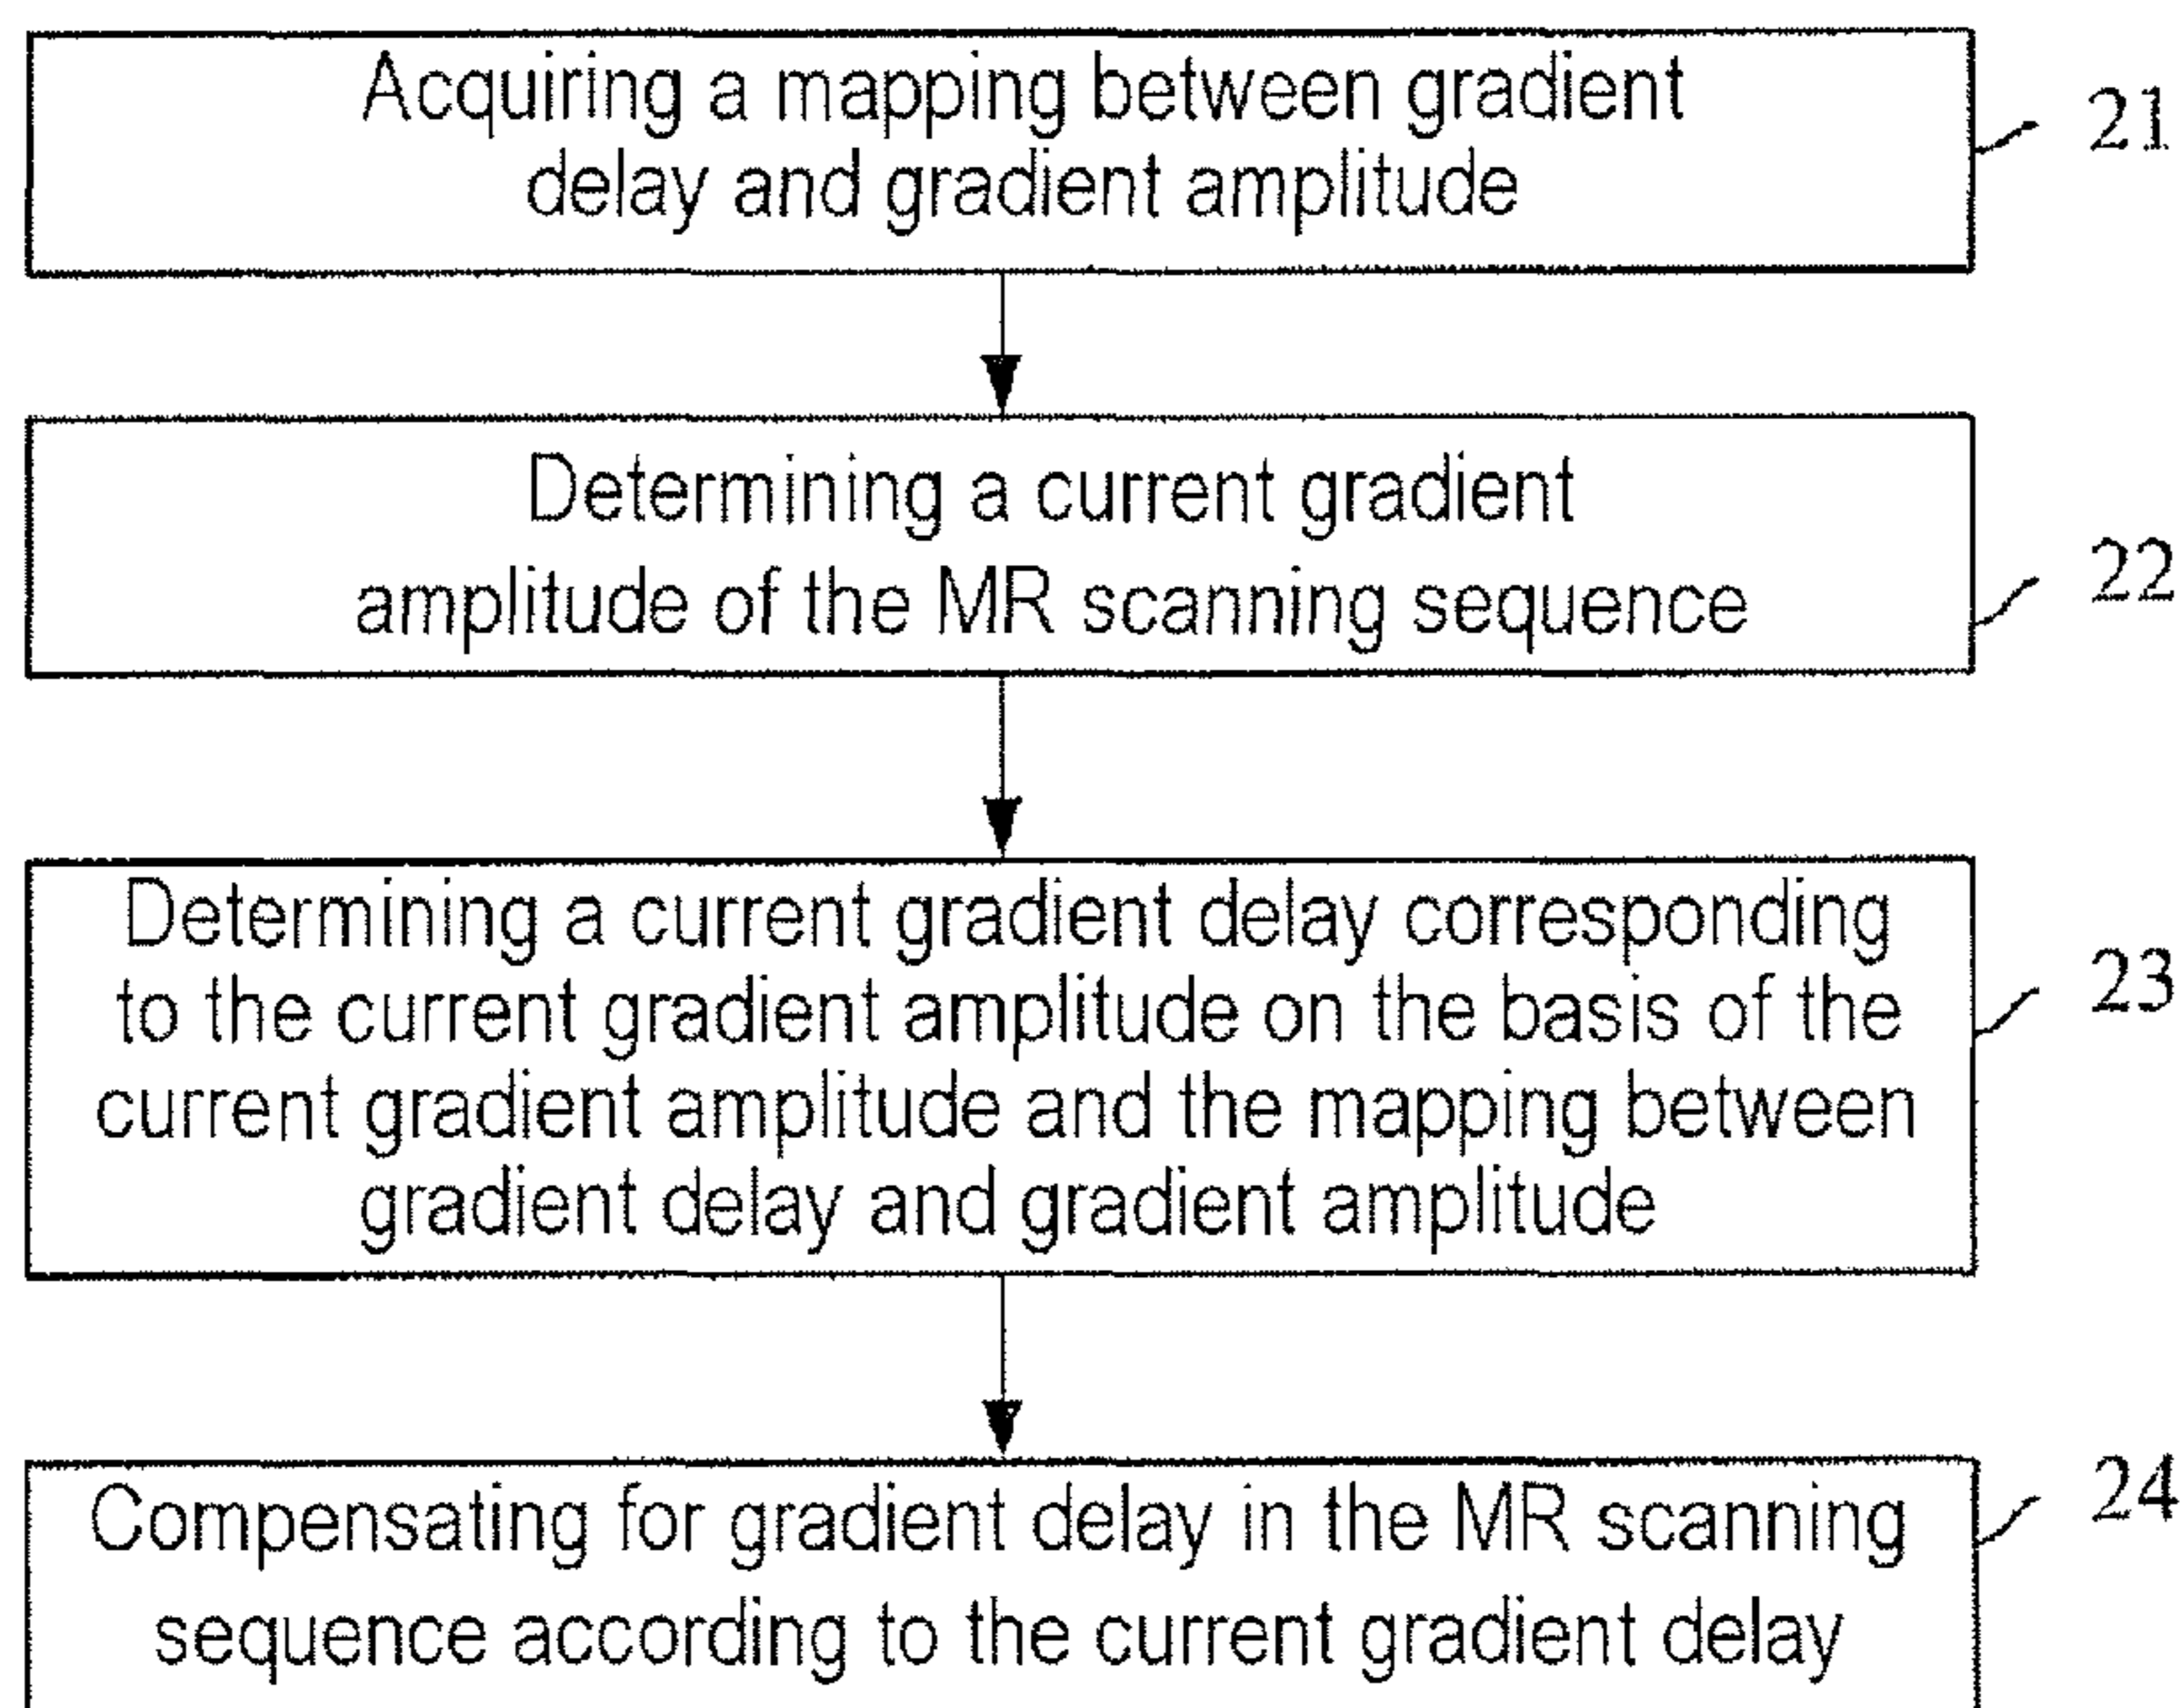 Acquiring a mapping between gradient
delay and gradient amplitude
21
Determining a current gradient
amplitude of the MR scanning sequence
22
Determining a current gradient delay corresponding
to the current gradient amplitude on the basis of the
current gradient amplitude and the mapping between
gradient delay and gradient amplitude
23
Compensating for gradient delay in the MR scanning
sequence according to the current gradient delay
24